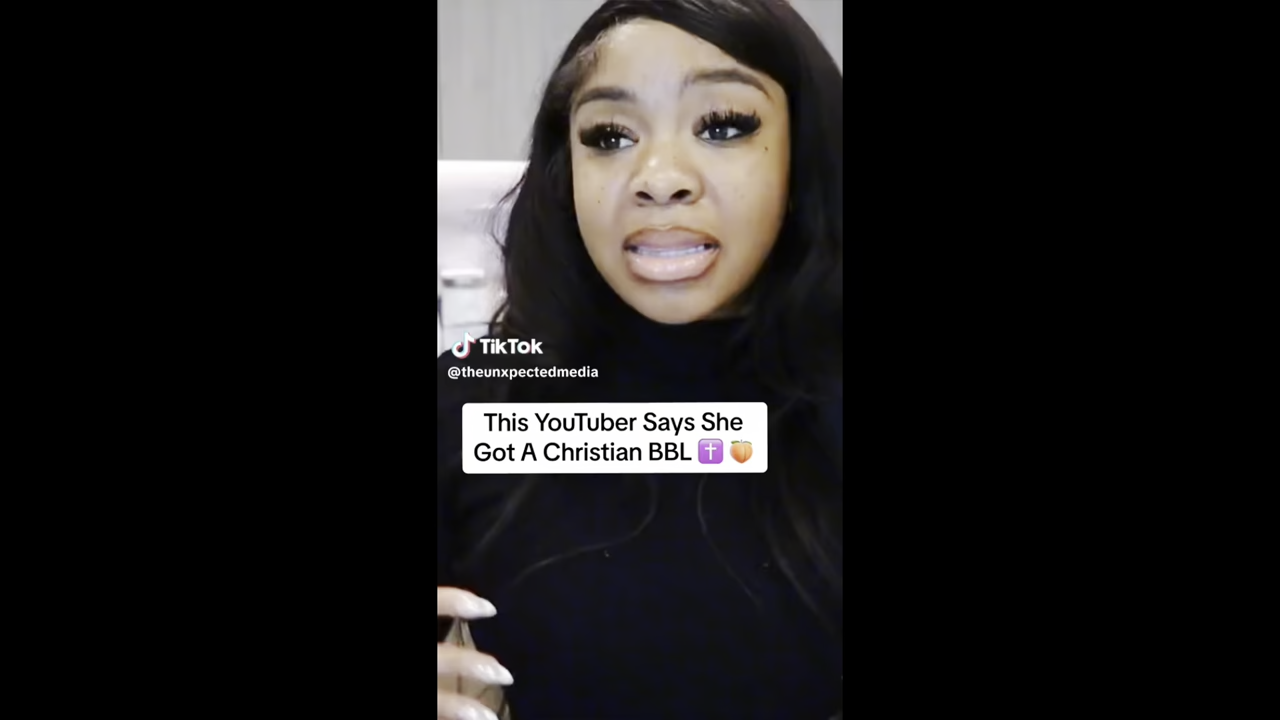 TikTok
@theunxpectedmedia
This YouTuber Says She
Got A Christian BBL ✝️ 🍑